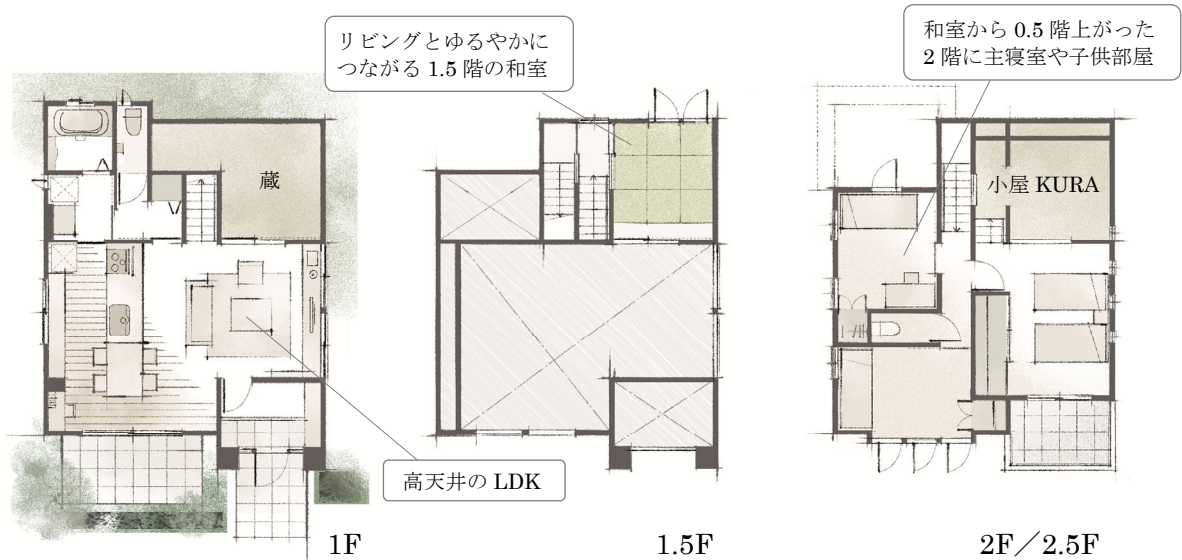 リビングとゆるやかに
つながる 1.5 階の和室
和室から 0.5 階上がった
2 階に主寝室や子供部屋
蔵
小屋 KURA
高天井の LDK
1F
1.5F
2F／2.5F